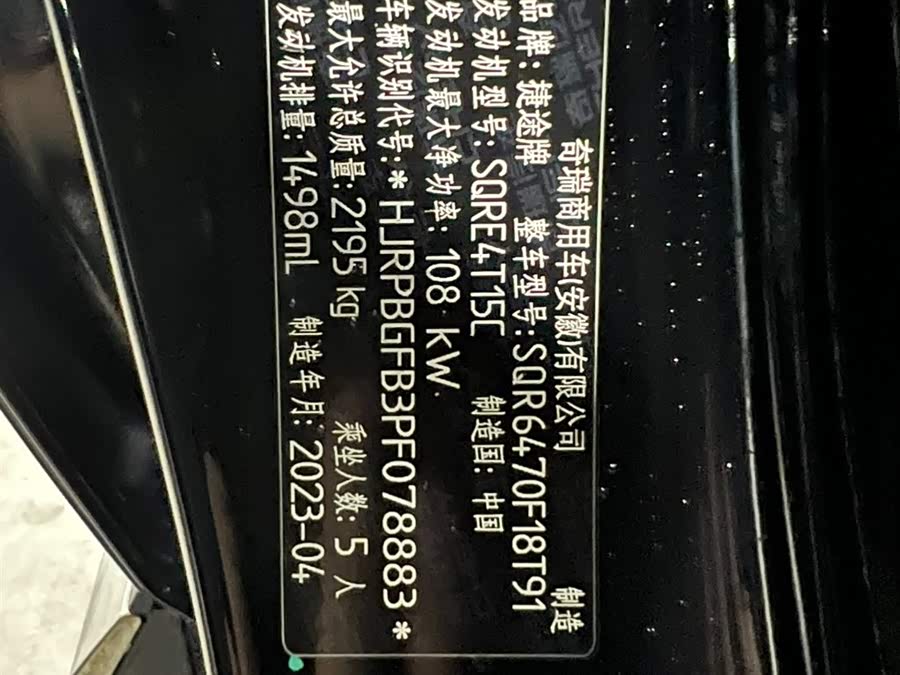 奇瑞商用车(安徽)有限公司 制造
品牌: 捷途牌 整车型号: SQR6470F18T91
发动机型号: SQRE4T15C 制造国: 中国
发动机最大净功率: 108 kW
车辆识别代号: *HJRPBGFB3PF078883*
最大允许总质量: 2195 kg 乘坐人数: 5 人
发动机排量: 1498mL 制造年月: 2023-04